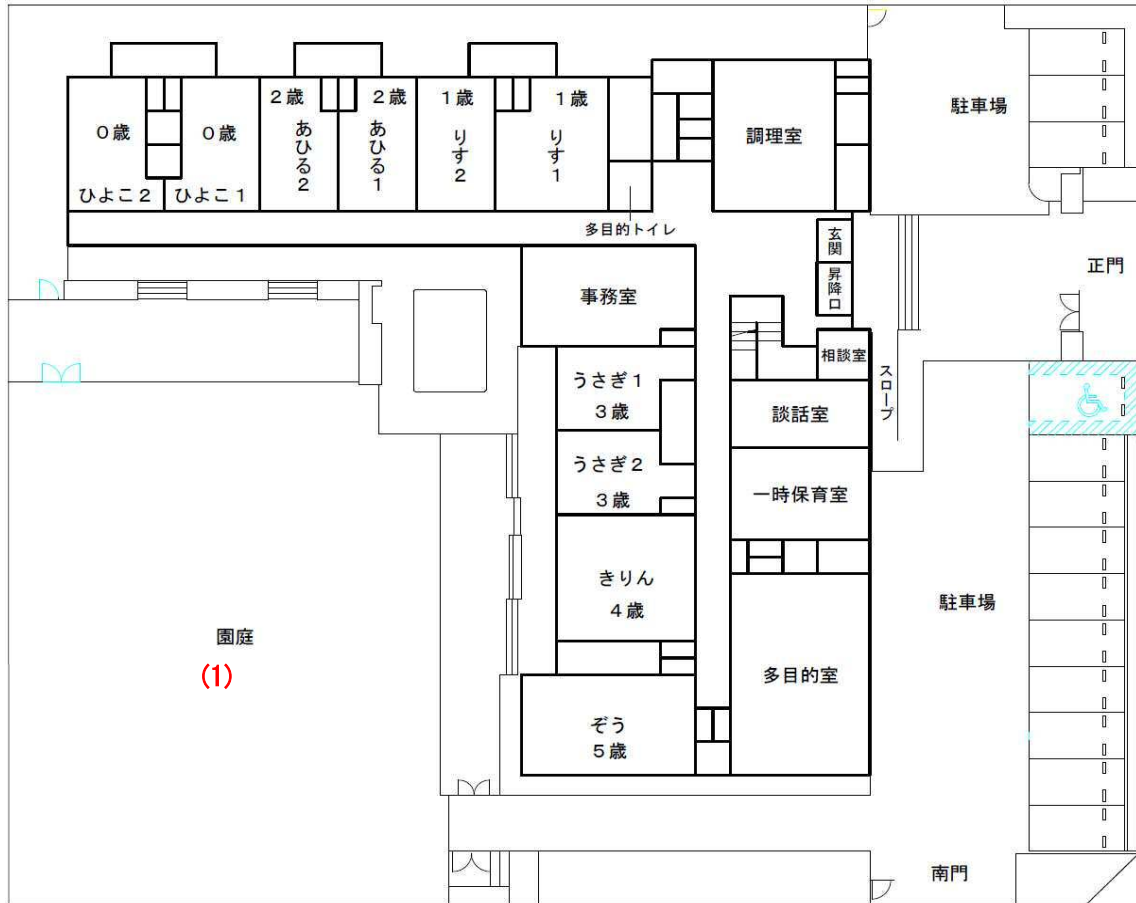 駐車場
2歳
2歳
1歳
1歳
0歳
0歳
あひる2
あひる1
りす2
りす1
調理室
ひよこ2
ひよこ1
多目的トイレ
玄関
昇降口
正門
事務室
相談室
スロープ
うさぎ1
3歳
談話室
うさぎ2
3歳
一時保育室
きりん
4歳
駐車場
園庭
(1)
多目的室
ぞう
5歳
南門